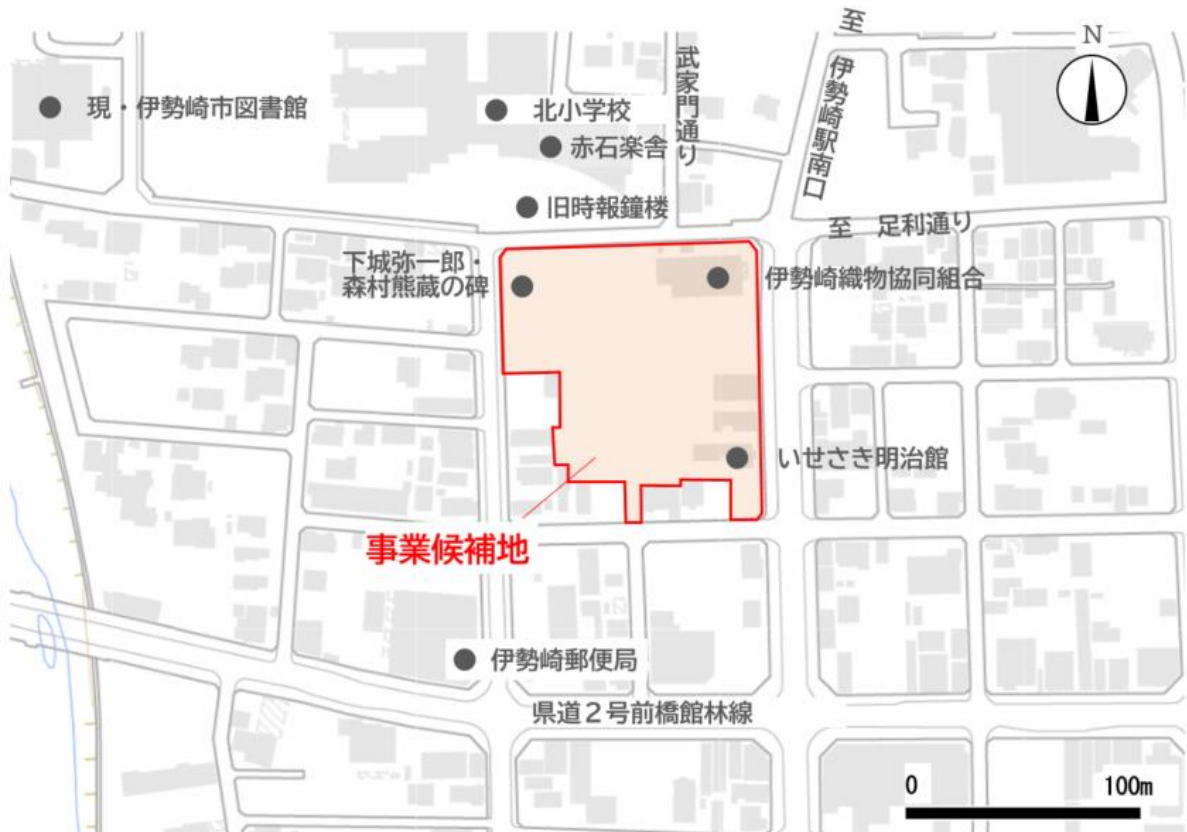 至
伊勢崎駅南口
N
武家門通り
現・伊勢崎市図書館
北小学校
赤石楽舎
旧時報鐘楼
至 足利通り
下城弥一郎・
森村熊蔵の碑
伊勢崎織物協同組合
いせさき明治館
事業候補地
伊勢崎郵便局
県道2号前橋館林線
0 100m